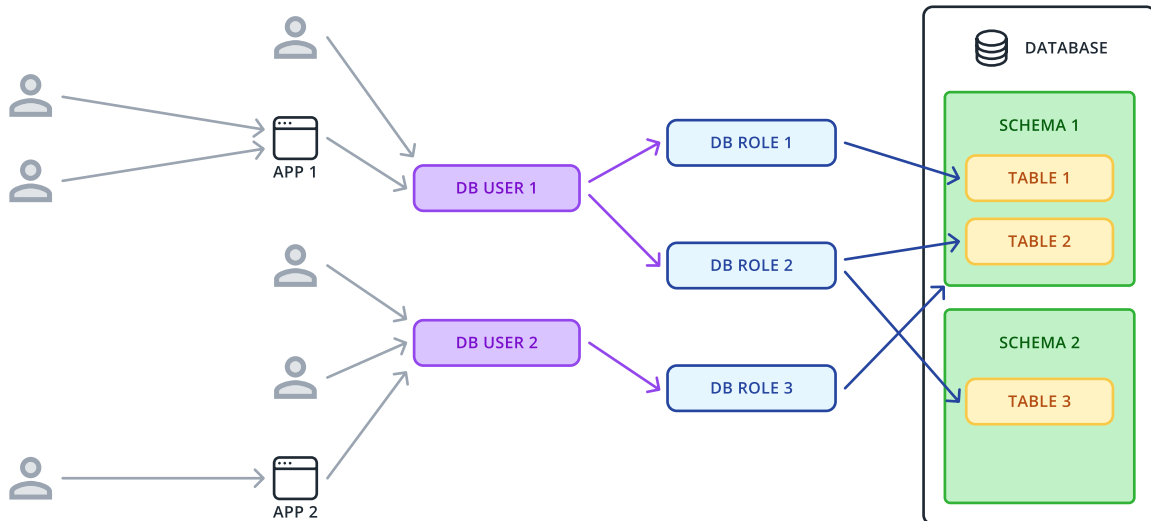 DATABASE
SCHEMA 1
DB ROLE 1
APP 1
TABLE 1
DB USER 1
TABLE 2
DB ROLE 2
DB USER 2
SCHEMA 2
DB ROLE 3
TABLE 3
APP 2